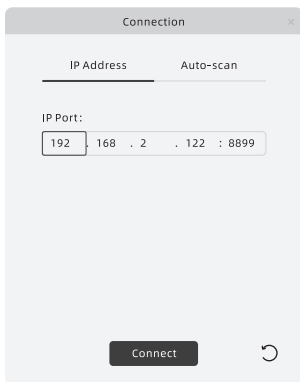 Connection
IP Address Auto-scan
IP Port:
192 . 168 . 2 . 122 : 8899
Connect